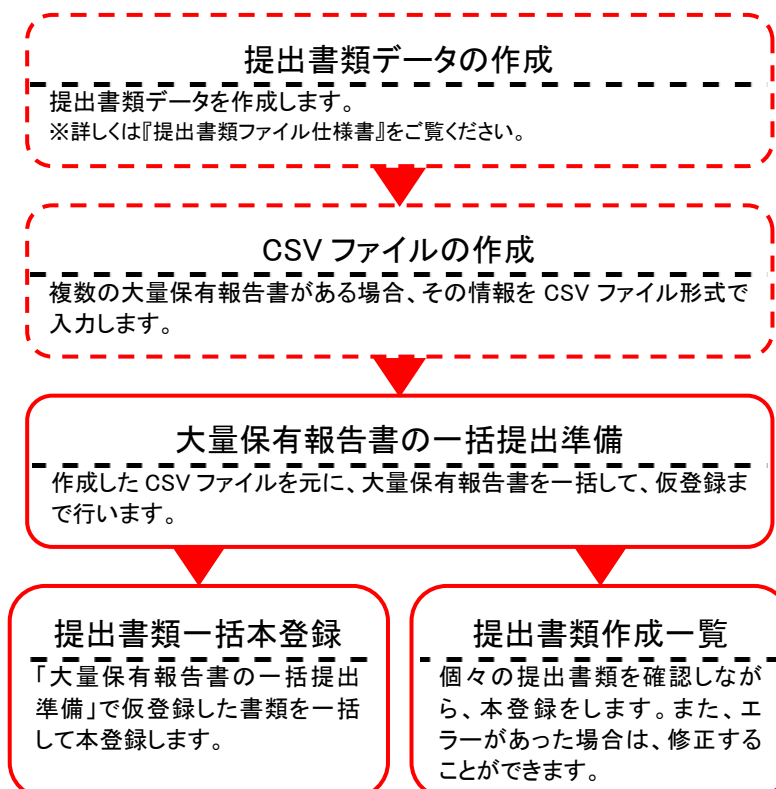 提出書類データの作成
提出書類データを作成します。
※詳しくは『提出書類ファイル仕様書』をご覧ください。
CSV ファイルの作成
複数の大量保有報告書がある場合、その情報を CSV ファイル形式で
入力します。
大量保有報告書の一括提出準備
作成した CSV ファイルを元に、大量保有報告書を一括して、仮登録ま
で行います。
提出書類一括本登録
「大量保有報告書の一括提出
準備」で仮登録した書類を一括
して本登録します。
提出書類作成一覧
個々の提出書類を確認しなが
ら、本登録をします。また、エ
ラーがあった場合は、修正する
ことができます。